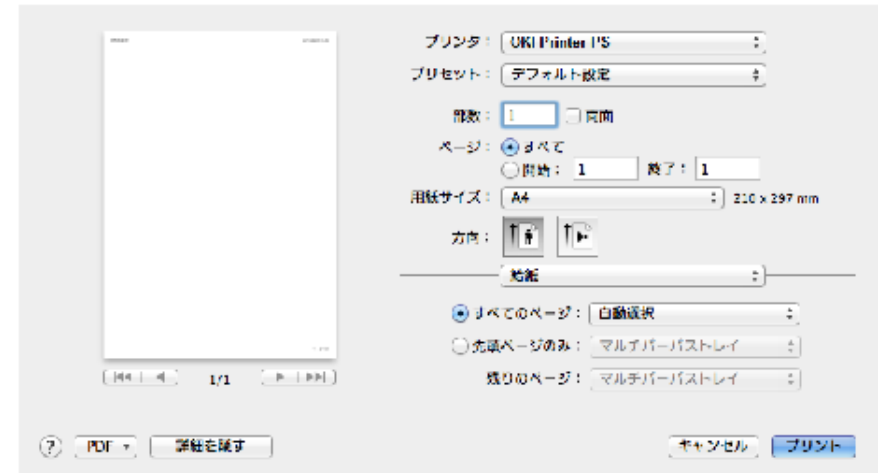 プリンタ： OKI Printer PS
プリセット： デフォルト設定
部数： 1 両面
ページ： すべて
開始： 1 終了： 1
用紙サイズ： A4 210 x 297 mm
方向：
給紙
すべてのページ： 自動選択
先頭ページのみ： マルチパーパストレイ
残りのページ： マルチパーパストレイ
1/1
? PDF 詳細を隠す キャンセル プリント